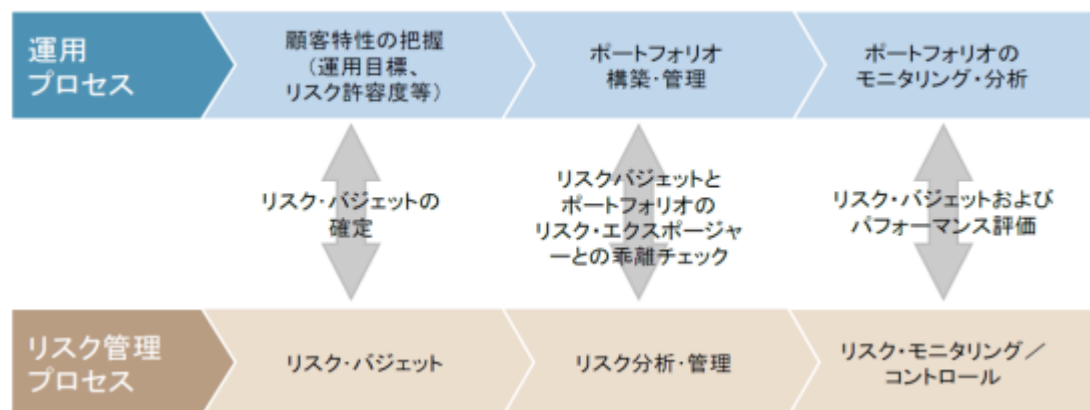 運用
プロセス
顧客特性の把握
（運用目標、
リスク許容度等）
ポートフォリオ
構築・管理
ポートフォリオの
モニタリング・分析
リスク・バジェットの
確定
リスクバジェットと
ポートフォリオの
リスク・エクスポージャ
ーとの乖離チェック
リスク・バジェットおよび
パフォーマンス評価
リスク管理
プロセス
リスク・バジェット
リスク分析・管理
リスク・モニタリング／
コントロール